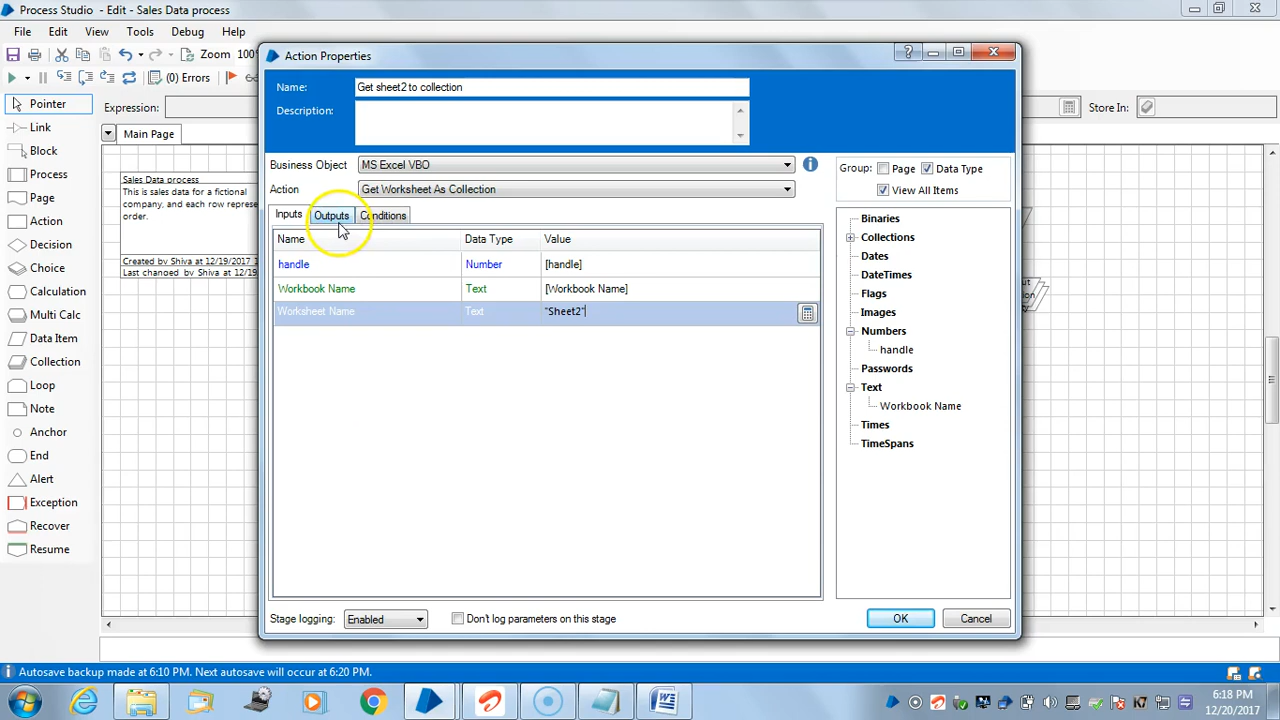 Process Studio - Edit - Sales Data process
File Edit View Tools Debug Help
Zoom 100%
(0) Errors
Action Properties
Name: Get sheet2 to collection
Description:
Pointer
Expression:
Store In:
Link
Main Page
Block
Business Object MS Excel VBO
Group: Page Data Type
Process
Sales Data process
Action Get Worksheet As Collection
View All Items
Page
This is sales data for a fictional
company, and each row repres
order.
Inputs Outputs Conditions
Action
Binaries
Decision
Name Data Type Value
Collections
Choice
Created by Shiva at 12/19/2017 1
Last changed by Shiva at 12/19
handle Number [handle]
Dates
DateTimes
Calculation
Workbook Name Text [Workbook Name]
Flags
Multi Calc
Worksheet Name Text "Sheet2"
Images
Data Item
Numbers
handle
Collection
Passwords
Loop
Text
Note
Workbook Name
Anchor
Times
End
TimeSpans
Alert
Exception
Recover
Resume
Stage logging: Enabled Don't log parameters on this stage
OK Cancel
Autosave backup made at 6:10 PM. Next autosave will occur at 6:20 PM.
6:18 PM
12/20/2017